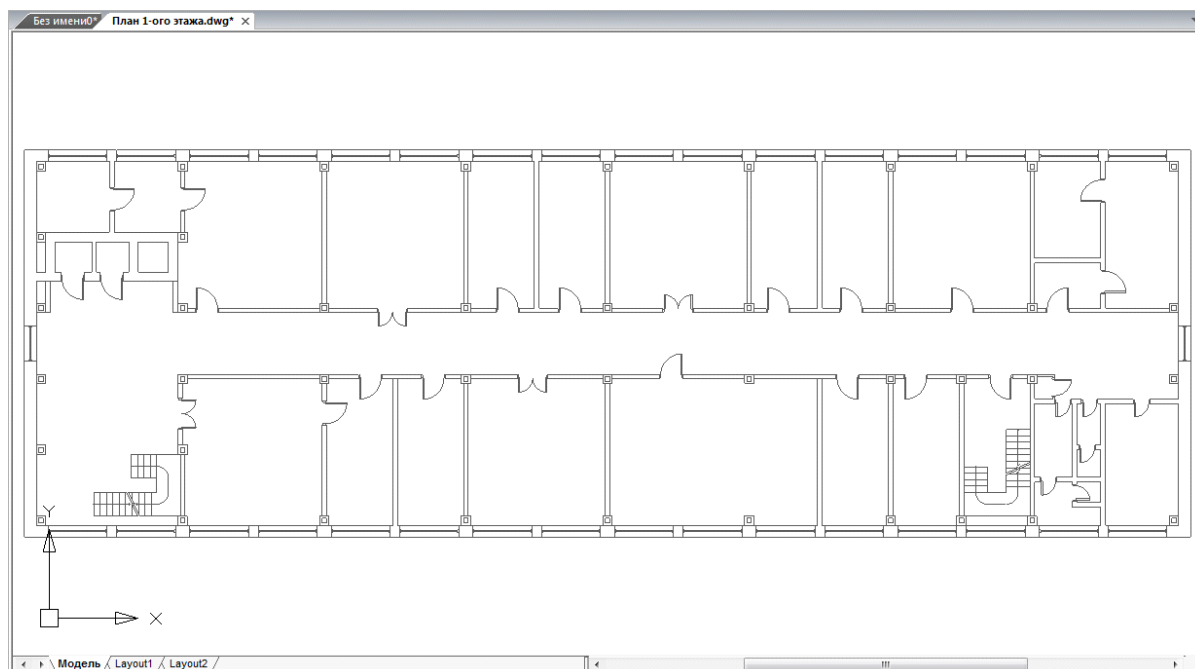 Без имени0* План 1-ого этажа.dwg*
Y
X
Модель Layout1 Layout2